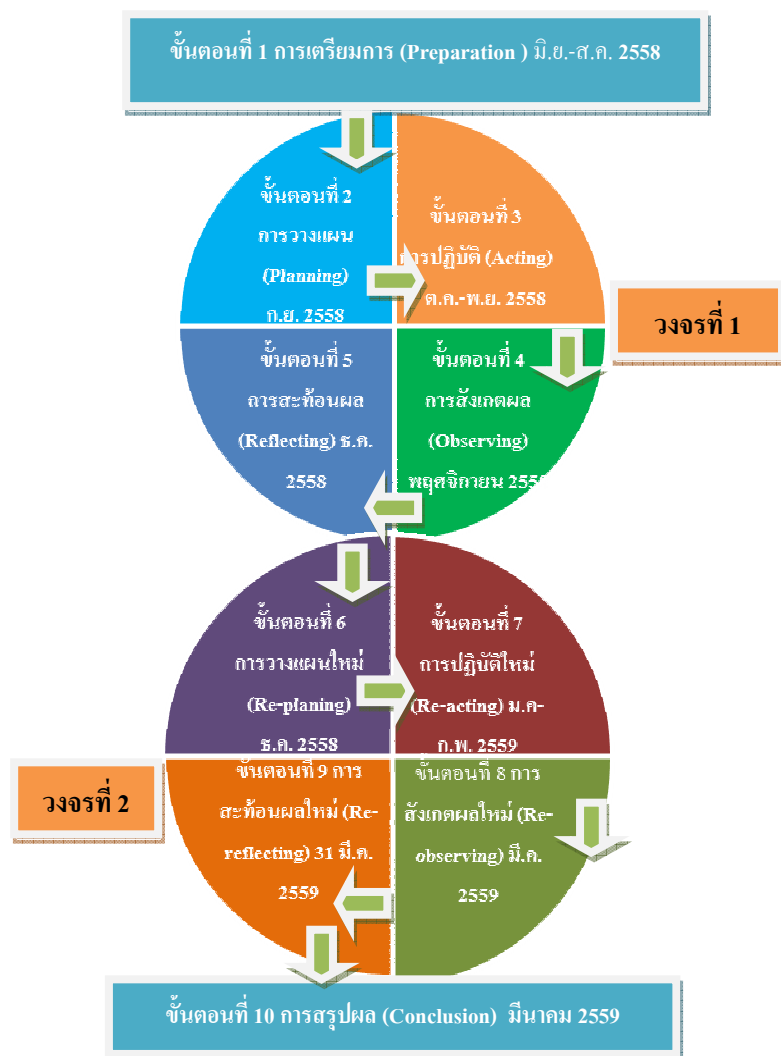 ขั้นตอนที่ 1 การเตรียมการ (Preparation ) มิ.ย.-ส.ค. 2558
ขั้นตอนที่ 2
การวางแผน
(Planning)
ก.ย. 2558
ขั้นตอนที่ 3
การปฏิบัติ (Acting)
ต.ค.-พ.ย. 2558
วงจรที่ 1
ขั้นตอนที่ 4
การสังเกตผล
(Observing)
พฤศจิกายน
ขั้นตอนที่ 5
การสะท้อนผล
(Reflecting) ธ.ค.
2558
ขั้นตอนที่ 6
การวางแผนใหม่
(Re-planing)
ธ.ค. 2558
ขั้นตอนที่ 7
การปฏิบัติใหม่
(Re-acting) ม.ค-
ก.พ. 2559
ขั้นตอนที่ 8 การ
สังเกตผลใหม่ (Re-
observing) มี.ค.
2559
ขั้นตอนที่ 9 การ
สะท้อนผลใหม่ (Re-
reflecting) 31 มี.ค.
2559
วงจรที่ 2
ขั้นตอนที่ 10 การสรุปผล (Conclusion) มีนาคม 2559